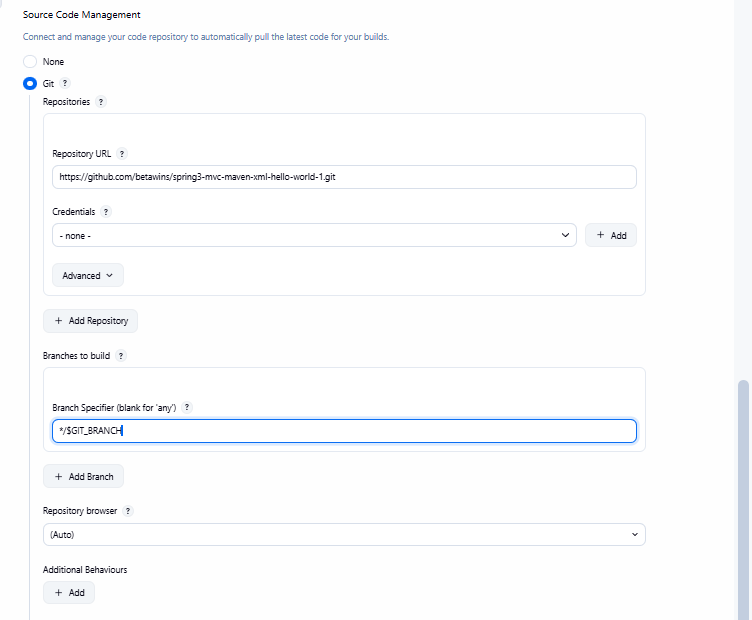 Source Code Management
Connect and manage your code repository to automatically pull the latest code for your builds.
None
Git ?
Repositories ?
Repository URL ?
https://github.com/betawins/spring3-mvc-maven-xml-hello-world-1.git
Credentials ?
- none -
+ Add
Advanced
+ Add Repository
Branches to build ?
Branch Specifier (blank for 'any') ?
*/$GIT_BRANCH
+ Add Branch
Repository browser ?
(Auto)
Additional Behaviours
+ Add